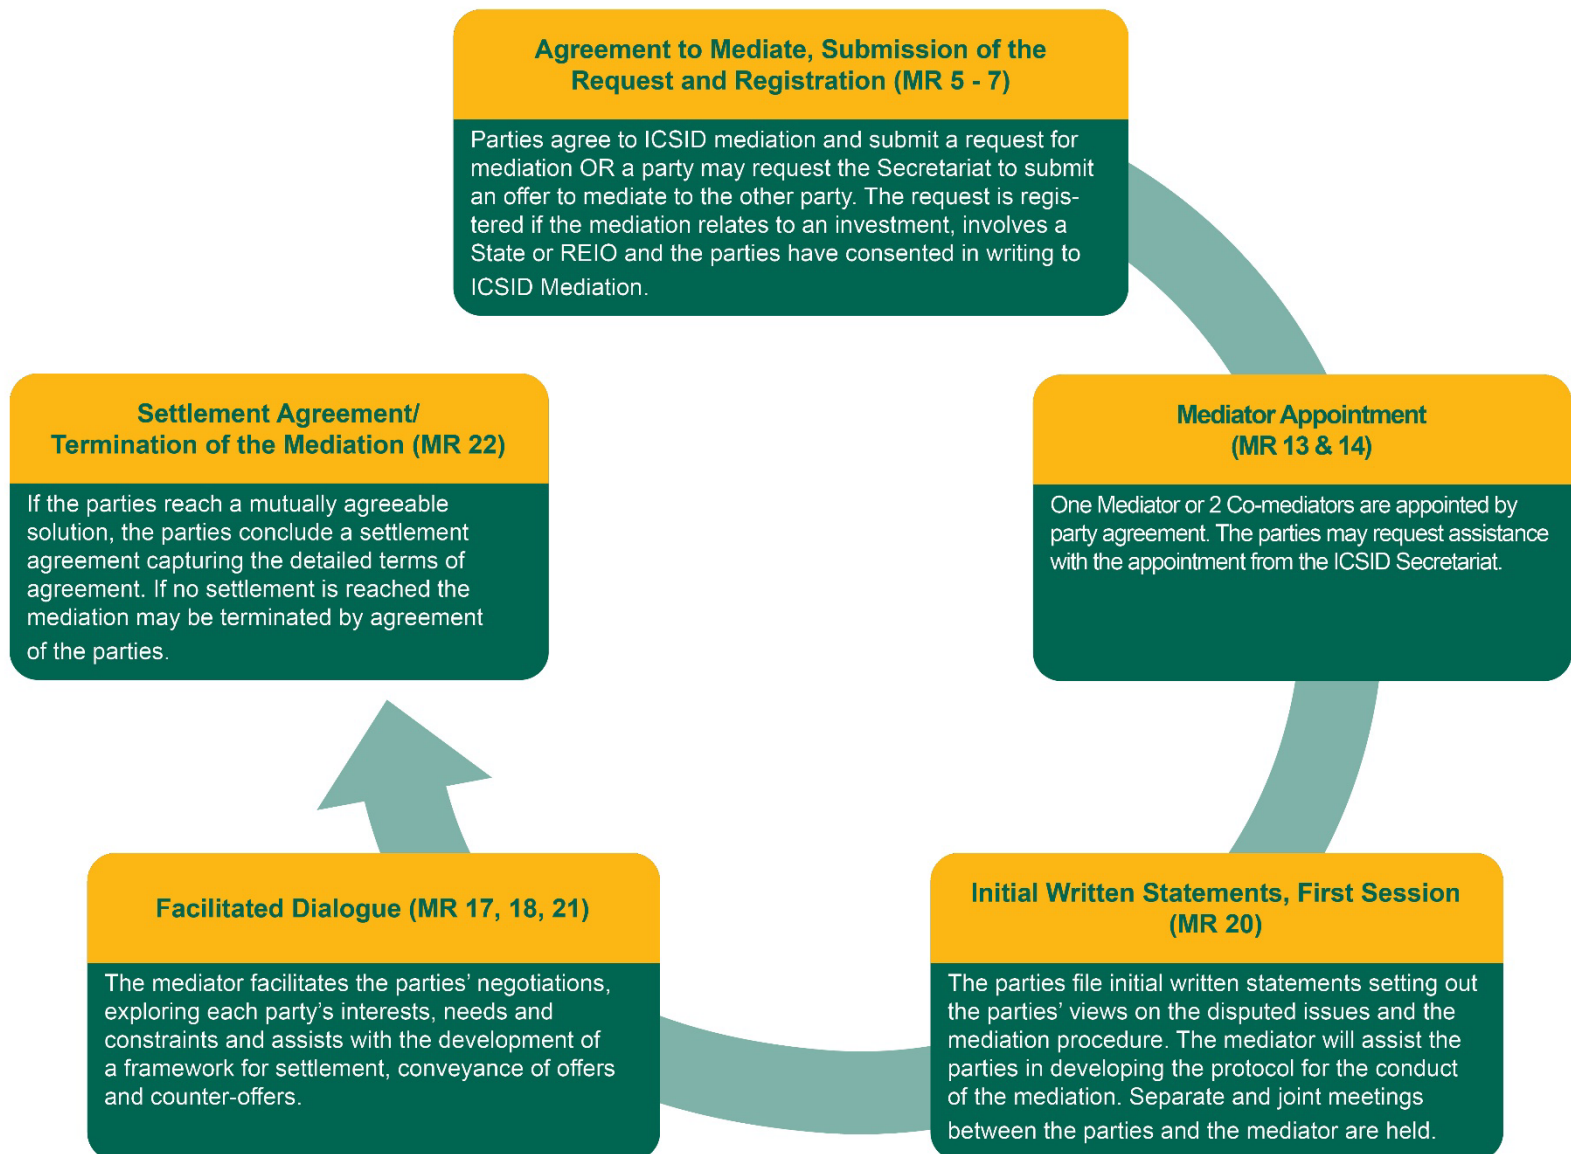 Agreement to Mediate, Submission of the
Request and Registration (MR 5 - 7)
Parties agree to ICSID mediation and submit a request for
mediation OR a party may request the Secretariat to submit
an offer to mediate to the other party. The request is regis-
tered if the mediation relates to an investment, involves a
State or REIO and the parties have consented in writing to
ICSID Mediation.
Mediator Appointment
(MR 13 & 14)
One Mediator or 2 Co-mediators are appointed by
party agreement. The parties may request assistance
with the appointment from the ICSID Secretariat.
Initial Written Statements, First Session
(MR 20)
The parties file initial written statements setting out
the parties’ views on the disputed issues and the
mediation procedure. The mediator will assist the
parties in developing the protocol for the conduct
of the mediation. Separate and joint meetings
between the parties and the mediator are held.
Facilitated Dialogue (MR 17, 18, 21)
The mediator facilitates the parties’ negotiations,
exploring each party’s interests, needs and
constraints and assists with the development of
a framework for settlement, conveyance of offers
and counter-offers.
Settlement Agreement/
Termination of the Mediation (MR 22)
If the parties reach a mutually agreeable
solution, the parties conclude a settlement
agreement capturing the detailed terms of
agreement. If no settlement is reached the
mediation may be terminated by agreement
of the parties.